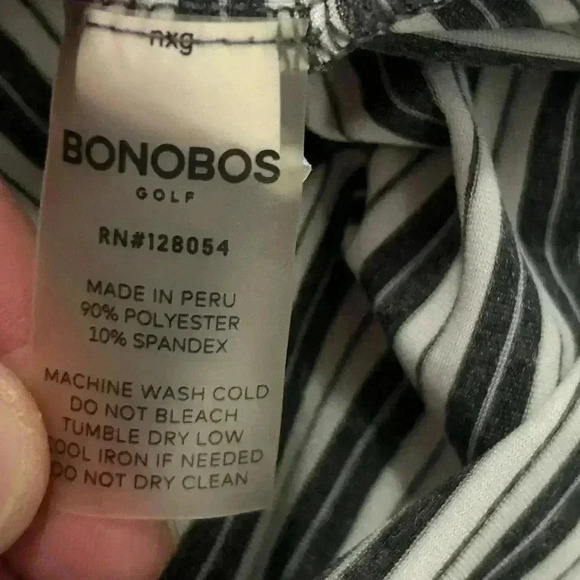 nxg
BONOBOS
GOLF
RN#128054
MADE IN PERU
90% POLYESTER
10% SPANDEX
MACHINE WASH COLD
DO NOT BLEACH
TUMBLE DRY LOW
OOL IRON IF NEEDED
DO NOT DRY CLEAN